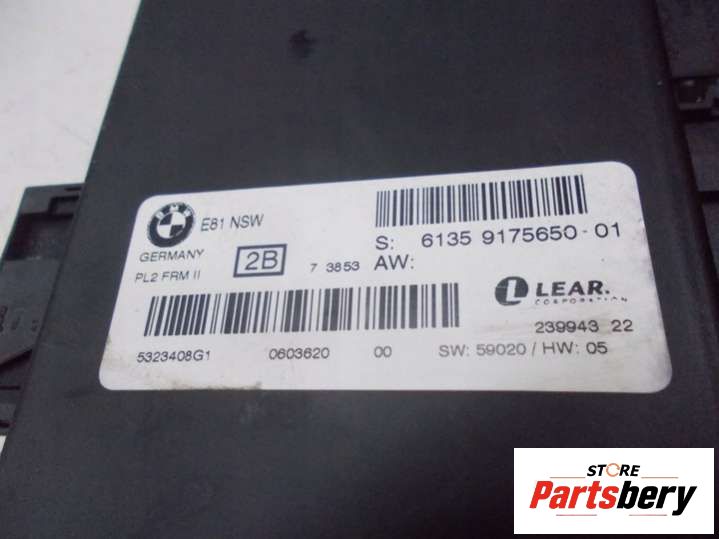 BMW
E81 NSW
GERMANY
PL2 FRM II
2B
7 3853
S: 6135 9175650-01
AW:
LEAR.
CORPORATION
239943 22
5323408G1 0603620 00 SW: 59020 / HW: 05
STORE
Partsbery